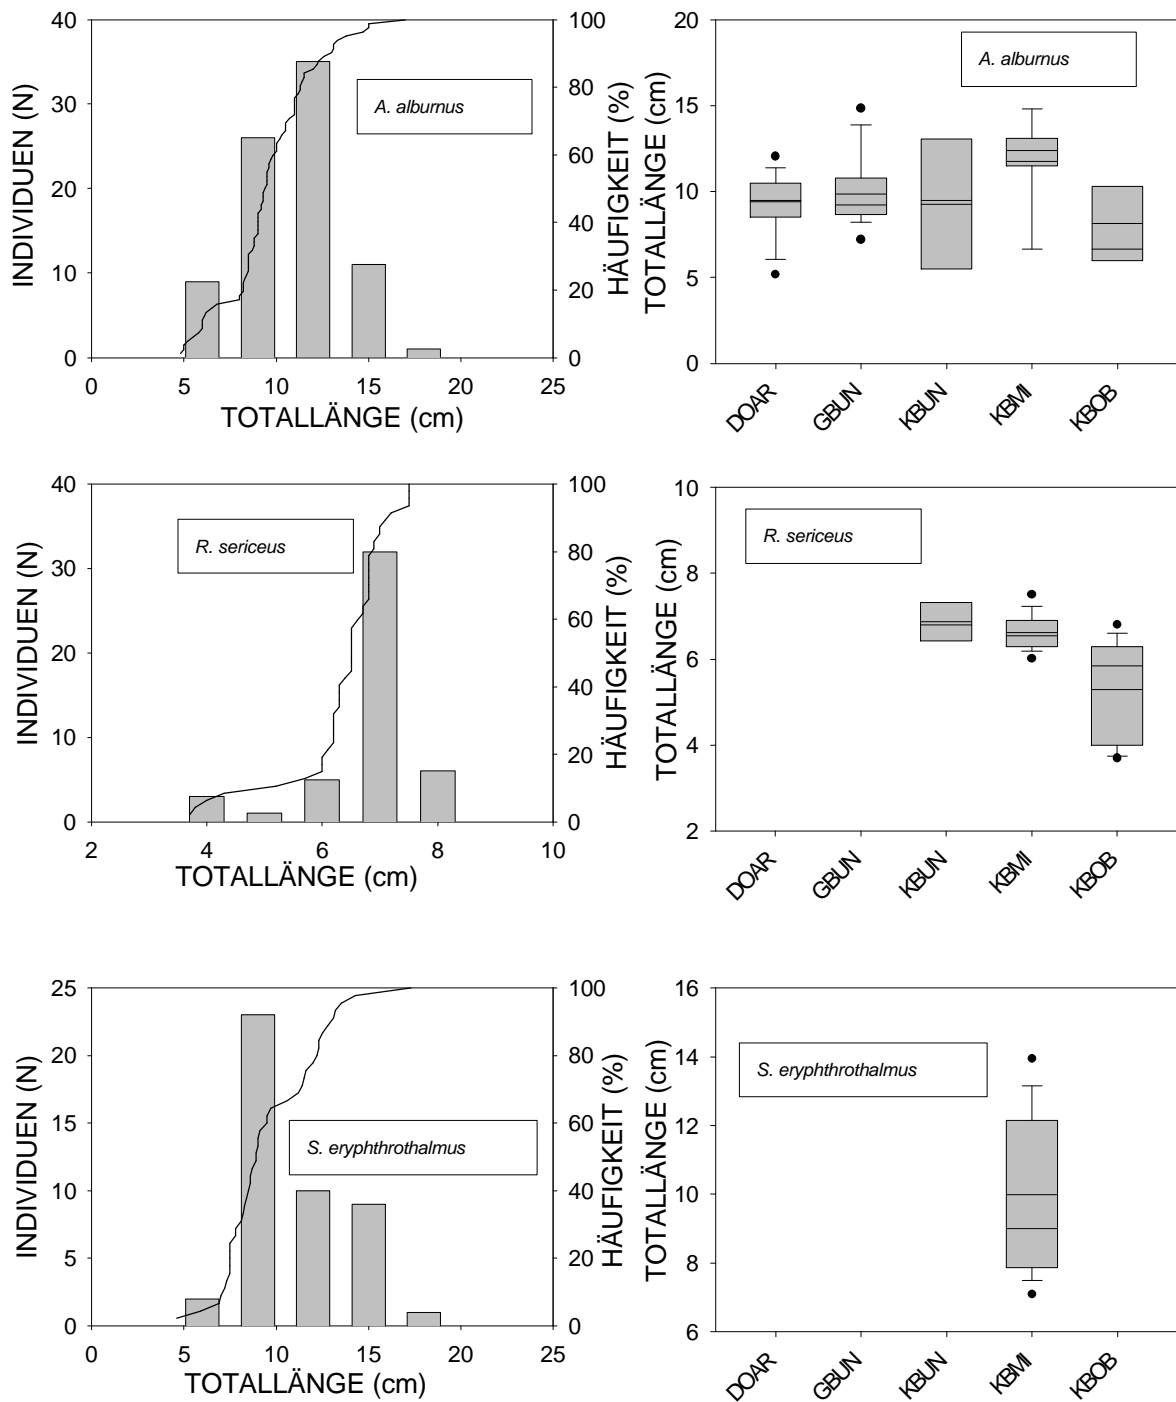 40
30
20
10
0
INDIVIDUEN (N)
A. alburnus
100
80
60
40
20
0
HÄUFIGKEIT (%)
0 5 10 15 20 25
TOTALLÄNGE (cm)
20
15
10
5
0
TOTALLÄNGE (cm)
A. alburnus
DOAR GBUN KBUN KBMI KBOB
40
30
20
10
0
INDIVIDUEN (N)
R. sericeus
100
80
60
40
20
0
HÄUFIGKEIT (%)
2 4 6 8 10
TOTALLÄNGE (cm)
10
8
6
4
2
TOTALLÄNGE (cm)
R. sericeus
DOAR GBUN KBUN KBMI KBOB
25
20
15
10
5
0
INDIVIDUEN (N)
S. eryphthrothalmus
100
80
60
40
20
0
HÄUFIGKEIT (%)
0 5 10 15 20 25
TOTALLÄNGE (cm)
16
14
12
10
8
6
TOTALLÄNGE (cm)
S. eryphthrothalmus
DOAR GBUN KBUN KBMI KBOB